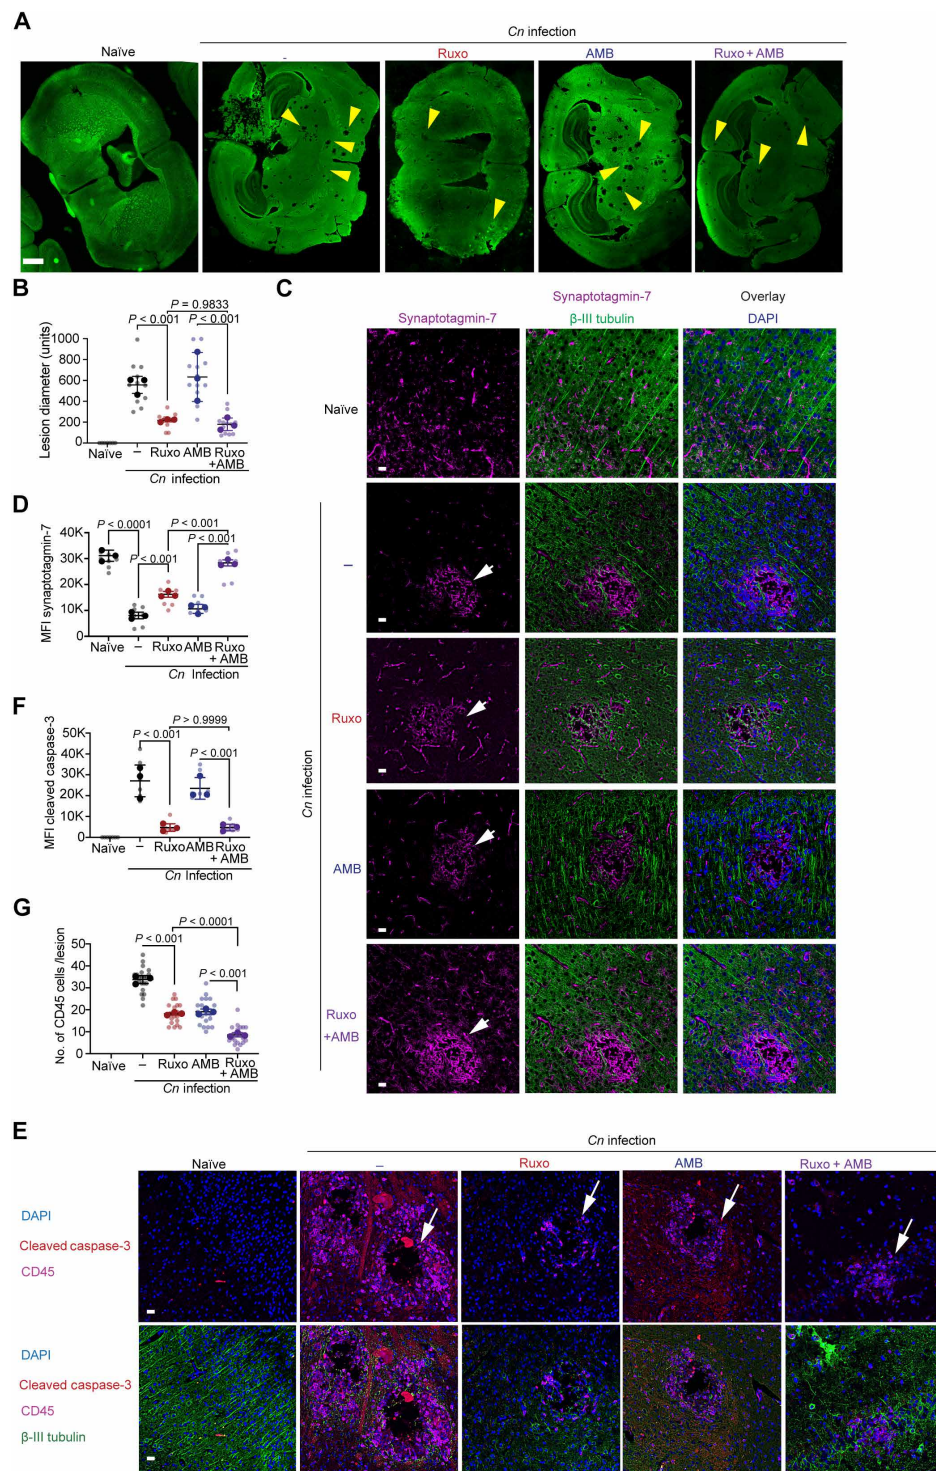 A
Cn infection
Naïve
-
Ruxo
AMB
Ruxo + AMB
B
P = 0.9833
P < 0.001
P < 0.001
Lesion diameter (units)
1000
800
600
400
200
0
Naïve
–
Ruxo
AMB
Ruxo
+AMB
Cn infection
C
Synaptotagmin-7
Synaptotagmin-7
β-III tubulin
Overlay
DAPI
Naïve
–
Ruxo
AMB
Ruxo
+AMB
Cn infection
D
P < 0.0001
P < 0.001
P < 0.001
P < 0.001
MFI synaptotagmin-7
40K
30K
20K
10K
0
Naïve
–
Ruxo
AMB
Ruxo
+ AMB
Cn Infection
F
P > 0.9999
P < 0.001
P < 0.001
MFI cleaved caspase-3
50K
40K
30K
20K
10K
0
Naïve
–
Ruxo
AMB
Ruxo
+ AMB
Cn Infection
G
P < 0.0001
P < 0.001
P < 0.001
No. of CD45 cells /lesion
50
40
30
20
10
0
Naïve
–
Ruxo
AMB
Ruxo
+ AMB
Cn infection
E
Cn infection
Naïve
–
Ruxo
AMB
Ruxo + AMB
DAPI
Cleaved caspase-3
CD45
DAPI
Cleaved caspase-3
CD45
β-III tubulin